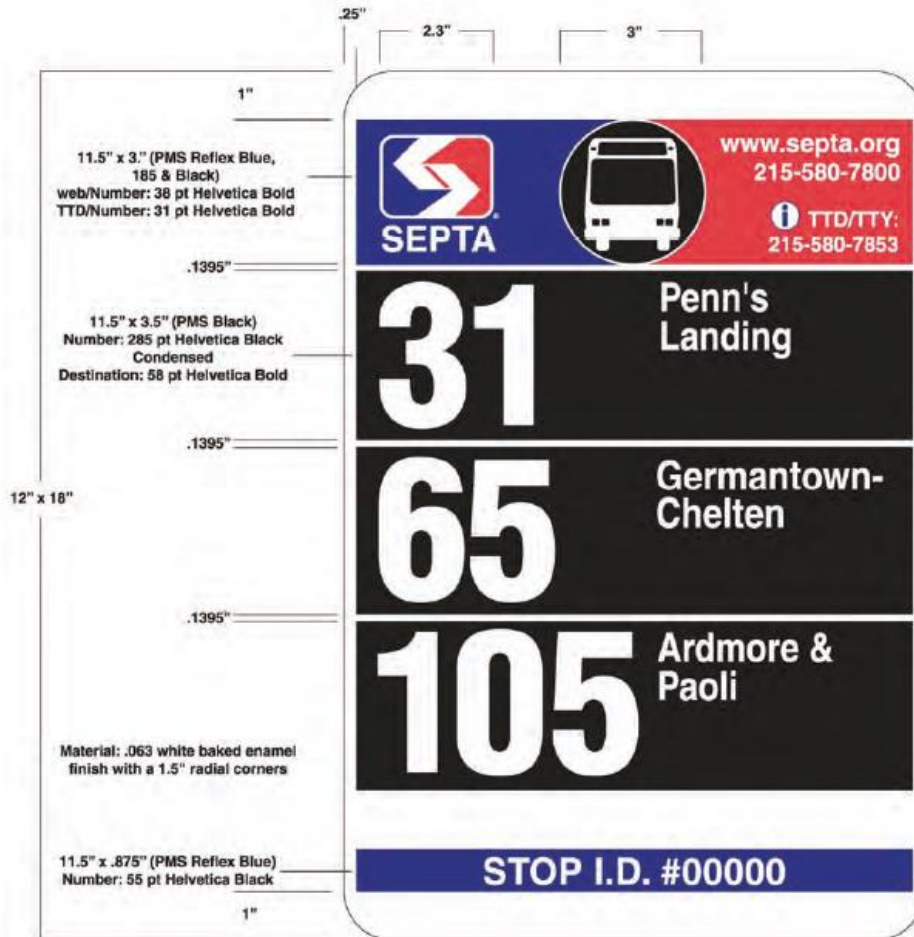 .25"
2.3"
3"
1"
11.5" x 3." (PMS Reflex Blue,
185 & Black)
web/Number: 38 pt Helvetica Bold
TTD/Number: 31 pt Helvetica Bold
www.septa.org
215-580-7800
i TTD/TTY:
215-580-7853
SEPTA
.1395"
11.5" x 3.5" (PMS Black)
Number: 285 pt Helvetica Black
Condensed
Destination: 58 pt Helvetica Bold
31
Penn's
Landing
.1395"
12" x 18"
65
Germantown-
Chelten
.1395"
105
Ardmore &
Paoli
Material: .063 white baked enamel
finish with a 1.5" radial corners
11.5" x .875" (PMS Reflex Blue)
Number: 55 pt Helvetica Black
STOP I.D. #00000
1"